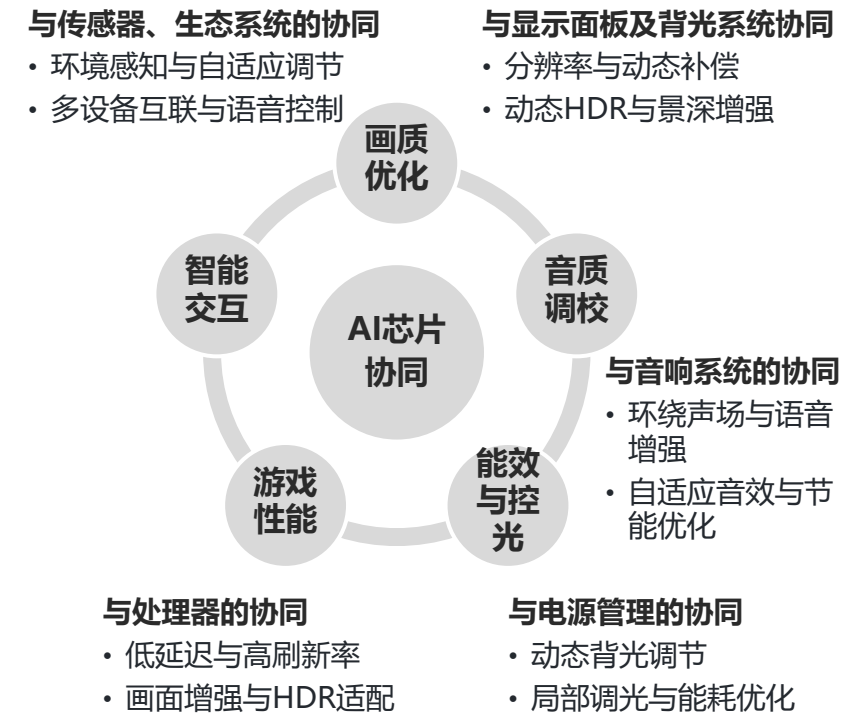 与传感器、生态系统的协同
• 环境感知与自适应调节
• 多设备互联与语音控制
与显示面板及背光系统协同
• 分辨率与动态补偿
• 动态HDR与景深增强
画质
优化
智能
交互
音质
调校
AI芯片
协同
与音响系统的协同
• 环绕声场与语音
增强
• 自适应音效与节
能优化
游戏
性能
能效
与控
光
与处理器的协同
• 低延迟与高刷新率
• 画面增强与HDR适配
与电源管理的协同
• 动态背光调节
• 局部调光与能耗优化